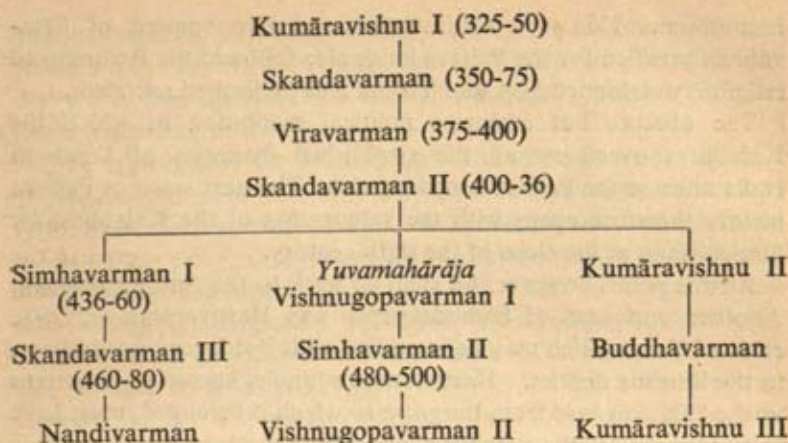 Kumāravishnu I (325-50)
Skandavarman (350-75)
Viravarman (375-400)
Skandavarman II (400-36)
Simhavarman I
(436-60)
Yuvamahārāja
Vishnugopavarman I
Kumāravishnu II
Skandavarman III
(460-80)
Simhavarman II
(480-500)
Buddhavarman
Nandivarman
Vishnugopavarman II
Kumāravishnu III